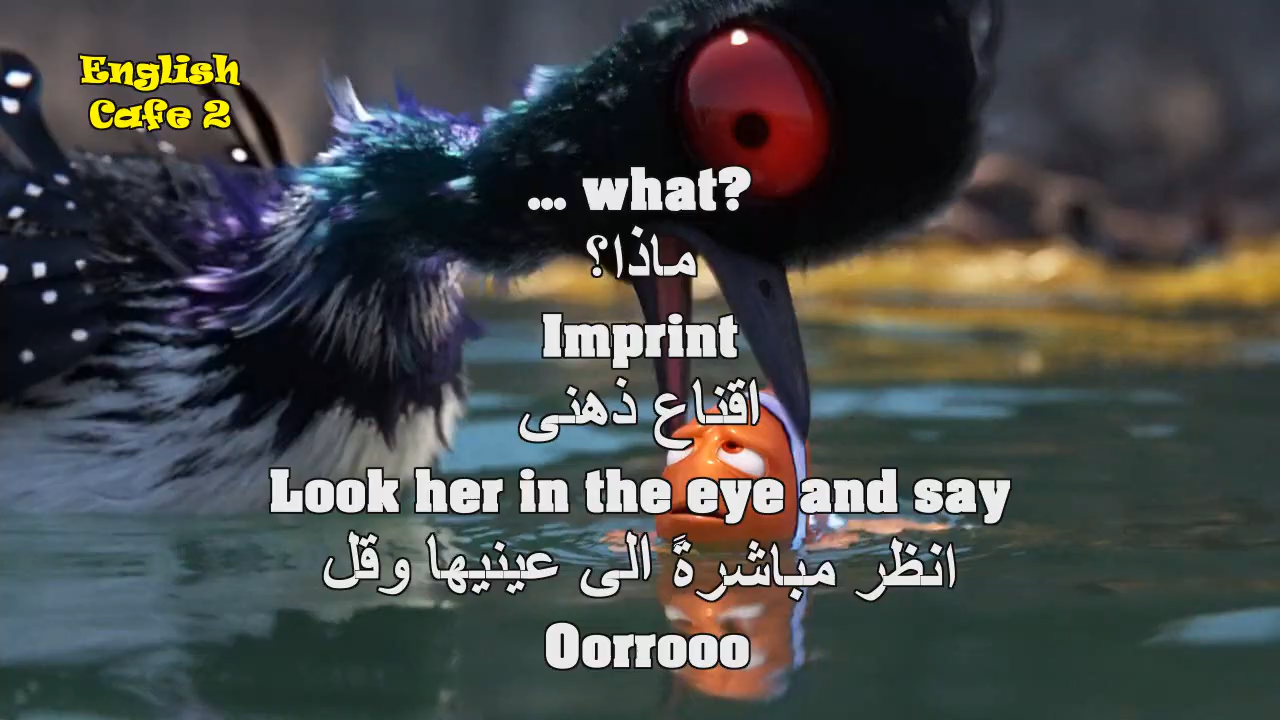 English
Cafe 2
... what?
ماذا؟
Imprint
اقناع ذهنى
Look her in the eye and say
انظر مباشرةً الى عينيها وقل
Oorrooo